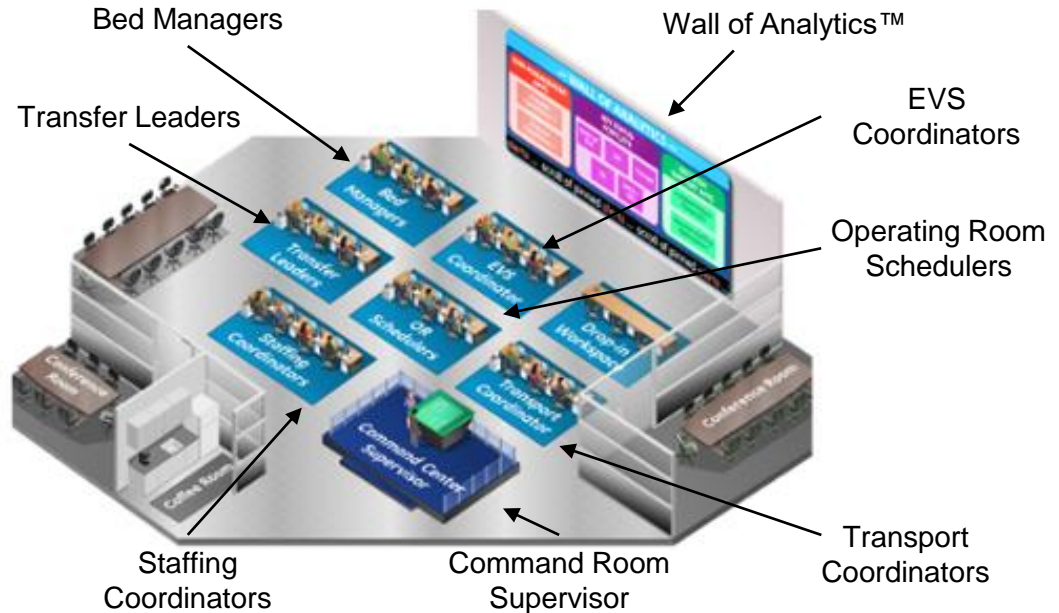 Bed Managers
Wall of Analytics™
Transfer Leaders
EVS
Coordinators
Operating Room
Schedulers
WALL OF ANALYTICS
Bed
Managers
Transfer
Leaders
EVS
Coordinator
OR
Schedulers
Drop-in
Workspace
Staffing
Coordinators
Transport
Coordinator
Conference
Room
Conference Room
Command Center
Supervisor
Coffee Room
Staffing
Coordinators
Command Room
Supervisor
Transport
Coordinators